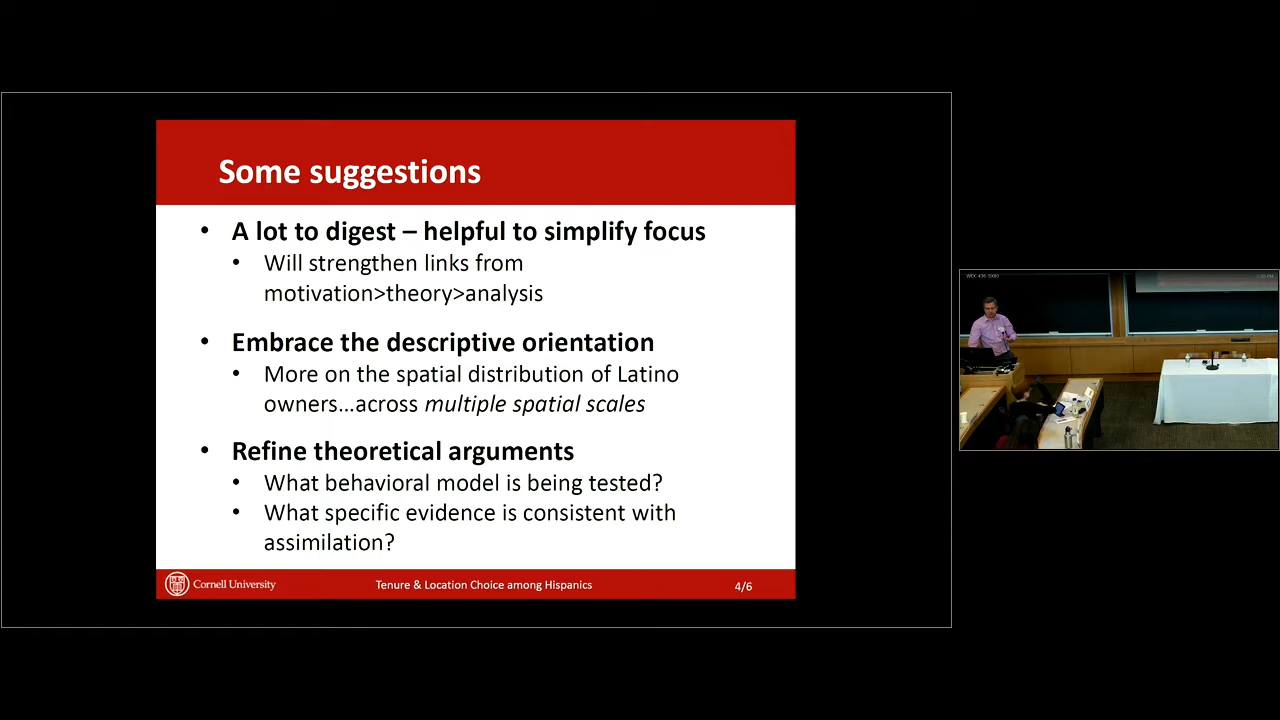 Some suggestions
• A lot to digest – helpful to simplify focus
• Will strengthen links from
motivation>theory>analysis
• Embrace the descriptive orientation
• More on the spatial distribution of Latino
owners…across multiple spatial scales
• Refine theoretical arguments
• What behavioral model is being tested?
• What specific evidence is consistent with
assimilation?
Cornell University
Tenure & Location Choice among Hispanics
4/6